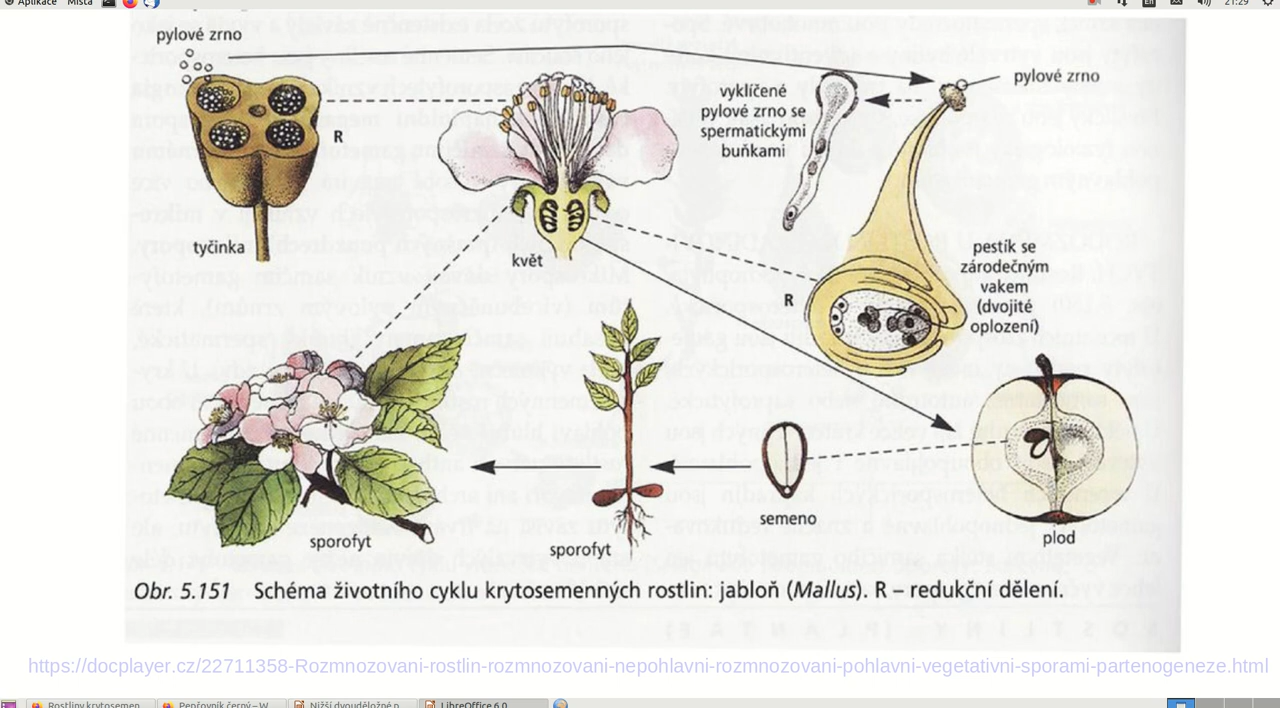 Aplikace Místa
En
21:29
pylové zrno
R
tyčinka
květ
vyklíčené
pylové zrno se
spermatickými
buňkami
pylové zrno
pestík se
zárodečným
vakem
(dvojité
oplození)
R
sporofyt
sporofyt
semeno
plod
Obr. 5.151 Schéma životního cyklu krytosemenných rostlin: jabloň (Mallus). R – redukční dělení.
https://docplayer.cz/22711358-Rozmnozovani-rostlin-rozmnozovani-nepohlavni-rozmnozovani-pohlavni-vegetativni-sporami-partenogeneze.html
Rostliny krytosemen...
Pepřovník černý – W...
Nižší dvouděložné p...
LibreOffice 6.0